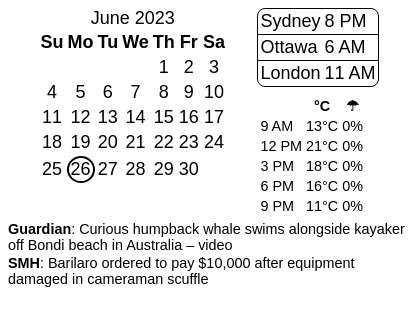 June 2023
Su Mo Tu We Th Fr Sa
1 2 3
4 5 6 7 8 9 10
11 12 13 14 15 16 17
18 19 20 21 22 23 24
25 26 27 28 29 30
Sydney 8 PM
Ottawa 6 AM
London 11 AM
°C ☂
9 AM 13°C 0%
12 PM 21°C 0%
3 PM 18°C 0%
6 PM 16°C 0%
9 PM 11°C 0%
Guardian: Curious humpback whale swims alongside kayaker
off Bondi beach in Australia – video
SMH: Barilaro ordered to pay $10,000 after equipment
damaged in cameraman scuffle